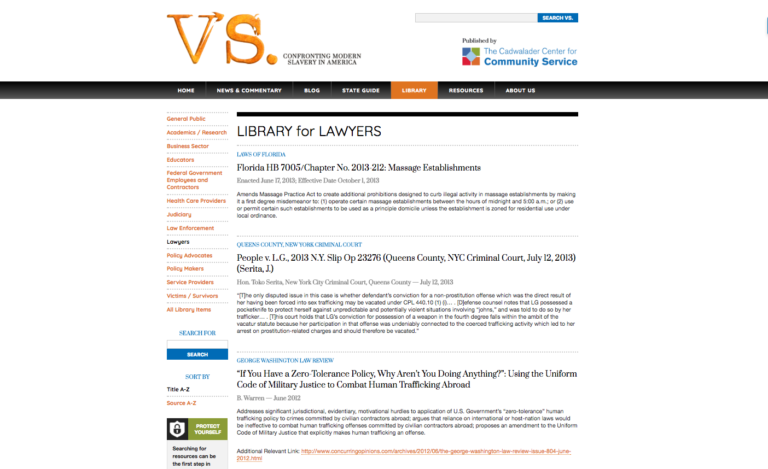 V'S.
CONFRONTING MODERN
SLAVERY IN AMERICA
SEARCH VS.
Published by
The Cadwalader Center for
Community Service
HOME
NEWS & COMMENTARY
BLOG
STATE GUIDE
LIBRARY
RESOURCES
ABOUT US
General Public
Academics / Research
Business Sector
Educators
Federal Government
Employees and
Contractors
Health Care Providers
Judiciary
Law Enforcement
Lawyers
Policy Advocates
Policy Makers
Service Providers
Victims / Survivors
All Library Items
SEARCH FOR
SEARCH
SORT BY
Title A-Z
Source A-Z
PROTECT
YOURSELF
Searching for
resources can be
the first step in
LIBRARY for LAWYERS
LAWS OF FLORIDA
Florida HB 7005/Chapter No. 2013-212: Massage Establishments
Enacted June 17, 2013; Effective Date October 1, 2013
Amends Massage Practice Act to create additional prohibitions designed to curb illegal activity in massage establishments by making
it a first degree misdemeanor to: (1) operate certain massage establishments between the hours of midnight and 5:00 a.m.; or (2) use
or permit certain such establishments to be used as a principle domicile unless the establishment is zoned for residential use under
local ordinance.
QUEENS COUNTY, NEW YORK CRIMINAL COURT
People v. L.G., 2013 N.Y. Slip Op 23276 (Queens County, NYC Criminal Court, July 12, 2013)
(Serita, J.)
Hon. Toko Serita, New York City Criminal Court, Queens County — July 12, 2013
"[T]he only disputed issue in this case is whether defendant's conviction for a non-prostitution offense which was the direct result of
her having been forced into sex trafficking may be vacated under CPL 440.10 (1) (i)... . [D]efense counsel notes that LG possessed a
pocketknife to protect herself against unpredictable and potentially violent situations involving "johns," and was told to do so by her
trafficker.... . [T]his court holds that LG's conviction for possession of a weapon in the fourth degree falls within the ambit of the
vacatur statute because her participation in that offense was undeniably connected to the coerced trafficking activity which led to her
arrest on prostitution-related charges and should therefore be vacated."
GEORGE WASHINGTON LAW REVIEW
"If You Have a Zero-Tolerance Policy, Why Aren't You Doing Anything?": Using the Uniform
Code of Military Justice to Combat Human Trafficking Abroad
B. Warren — June 2012
Addresses significant jurisdictional, evidentiary, motivational hurdles to application of U.S. Government's "zero-tolerance" human
trafficking policy to crimes committed by civilian contractors abroad; argues that reliance on international or host-nation laws would
be ineffective to combat human trafficking offenses committed by civilian contractors abroad; proposes an amendment to the Uniform
Code of Military Justice that explicitly makes human trafficking an offense.
Additional Relevant Link: http://www.concurringopinions.com/archives/2012/08/the-george-washington-law-review-issue-804-june-
2012.html